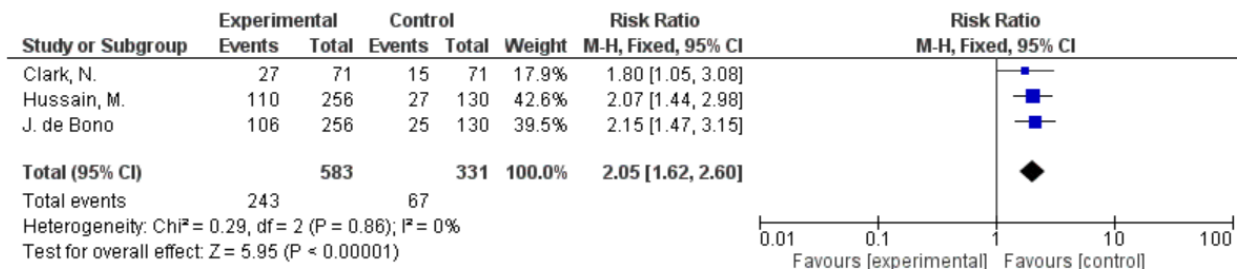 Experimental Control Risk Ratio Risk Ratio
Study or Subgroup Events Total Events Total Weight M-H, Fixed, 95% CI M-H, Fixed, 95% CI
Clark, N. 27 71 15 71 17.9% 1.80 [1.05, 3.08]
Hussain, M. 110 256 27 130 42.6% 2.07 [1.44, 2.98]
J. de Bono 106 256 25 130 39.5% 2.15 [1.47, 3.15]
Total (95% CI) 583 331 100.0% 2.05 [1.62, 2.60]
Total events 243 67
Heterogeneity: Chi² = 0.29, df = 2 (P = 0.86); I² = 0%
Test for overall effect: Z = 5.95 (P < 0.00001)
0.01 0.1 1 10 100
Favours [experimental] Favours [control]